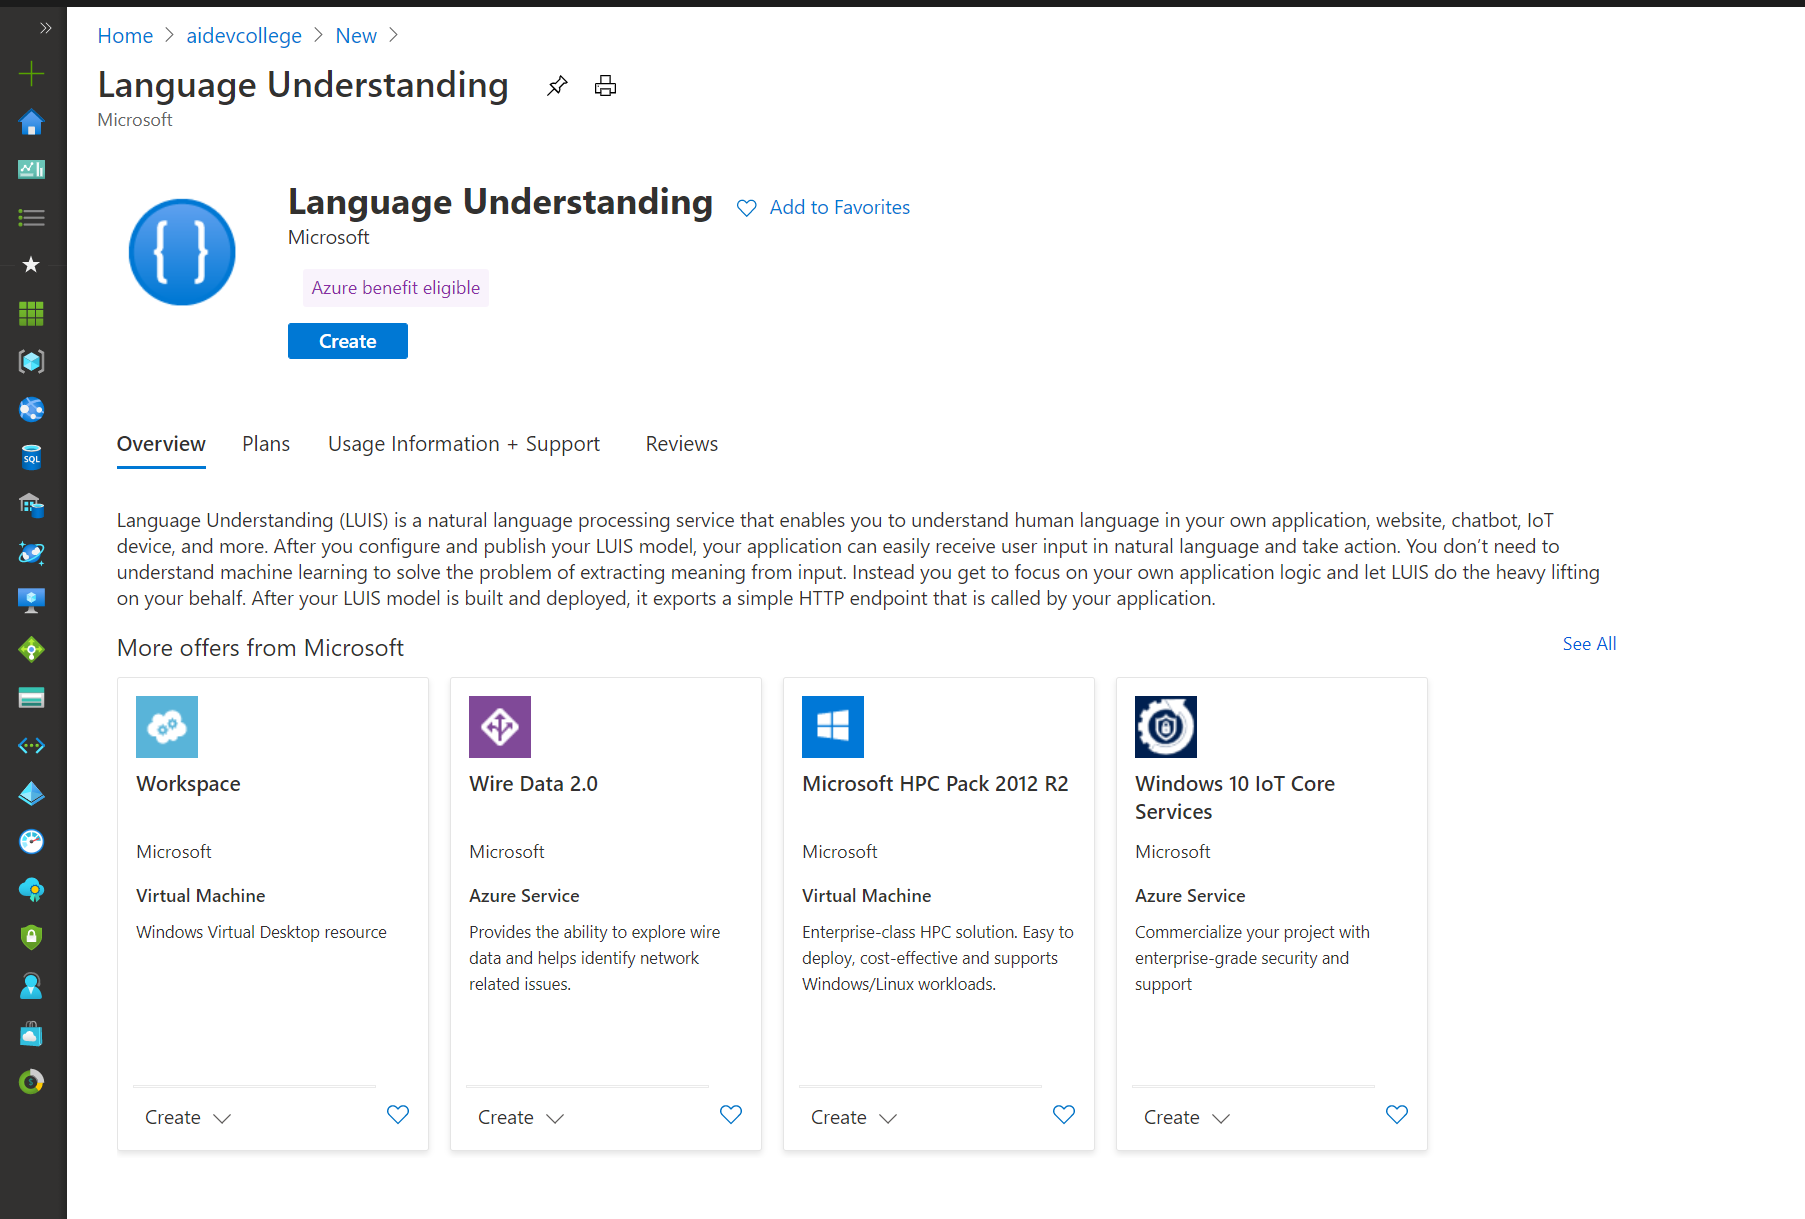 Home > aidevcollege > New >
Language Understanding
Microsoft
Language Understanding
Add to Favorites
Microsoft
Azure benefit eligible
Create
Overview
Plans
Usage Information + Support
Reviews
Language Understanding (LUIS) is a natural language processing service that enables you to understand human language in your own application, website, chatbot, IoT
device, and more. After you configure and publish your LUIS model, your application can easily receive user input in natural language and take action. You don’t need to
understand machine learning to solve the problem of extracting meaning from input. Instead you get to focus on your own application logic and let LUIS do the heavy lifting
on your behalf. After your LUIS model is built and deployed, it exports a simple HTTP endpoint that is called by your application.
More offers from Microsoft
See All
Workspace
Microsoft
Virtual Machine
Windows Virtual Desktop resource
Create
Wire Data 2.0
Microsoft
Azure Service
Provides the ability to explore wire
data and helps identify network
related issues.
Create
Microsoft HPC Pack 2012 R2
Microsoft
Virtual Machine
Enterprise-class HPC solution. Easy to
deploy, cost-effective and supports
Windows/Linux workloads.
Create
Windows 10 IoT Core
Services
Microsoft
Azure Service
Commercialize your project with
enterprise-grade security and
support
Create
SQL